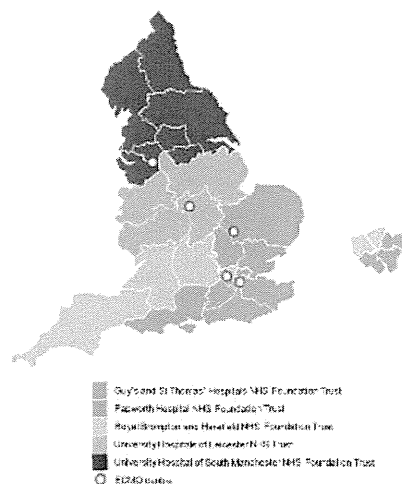 Guy's and St Thomas' Hospitals NHS Foundation Trust
Papworth Hospital NHS Foundation Trust
Royal Brompton and Harefield NHS Foundation Trust
University Hospitals of Leicester NHS Trust
University Hospital of South Manchester NHS Foundation Trust
ECMO centre